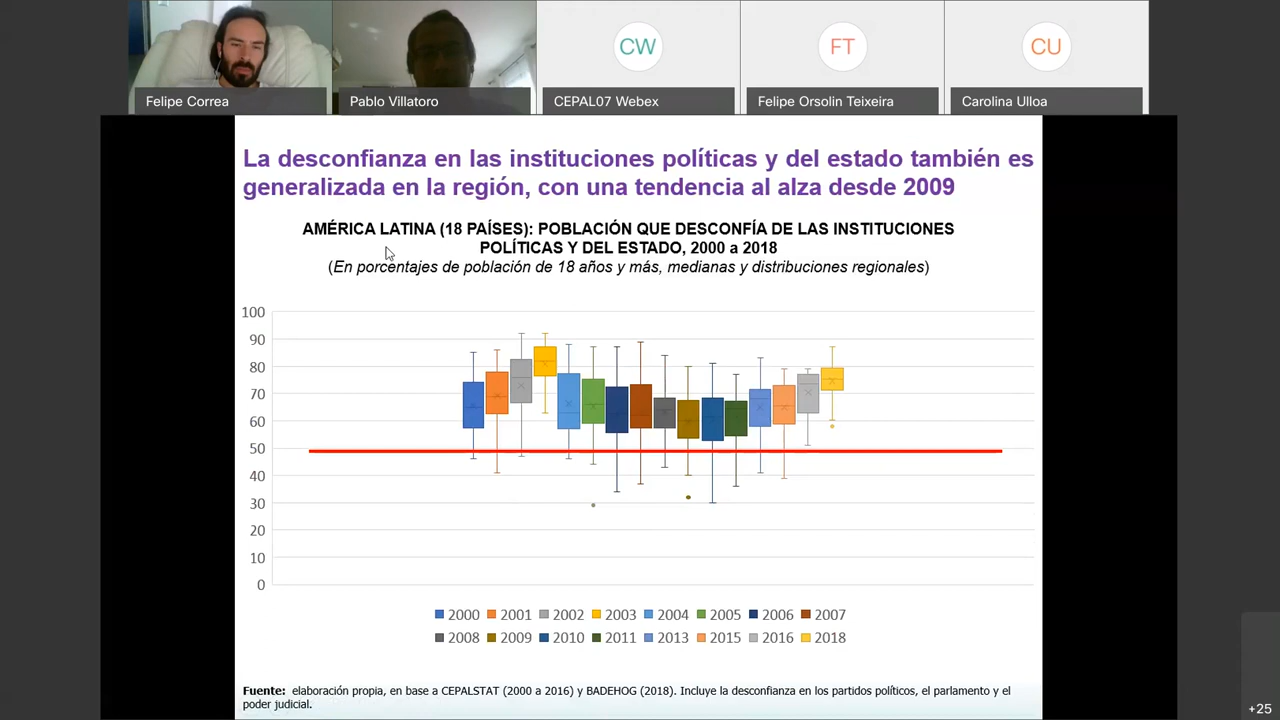 CW
FT
CU
Felipe Correa
Pablo Villatoro
CEPAL07 Webex
Felipe Orsolin Teixeira
Carolina Ulloa
La desconfianza en las instituciones políticas y del estado también es
generalizada en la región, con una tendencia al alza desde 2009
AMÉRICA LATINA (18 PAÍSES): POBLACIÓN QUE DESCONFÍA DE LAS INSTITUCIONES
POLÍTICAS Y DEL ESTADO, 2000 a 2018
(En porcentajes de población de 18 años y más, medianas y distribuciones regionales)
100
90
80
70
60
50
40
30
20
10
0
2000 2001 2002 2003 2004 2005 2006 2007
2008 2009 2010 2011 2013 2015 2016 2018
Fuente: elaboración propia, en base a CEPALSTAT (2000 a 2016) y BADEHOG (2018). Incluye la desconfianza en los partidos políticos, el parlamento y el
poder judicial.
+25